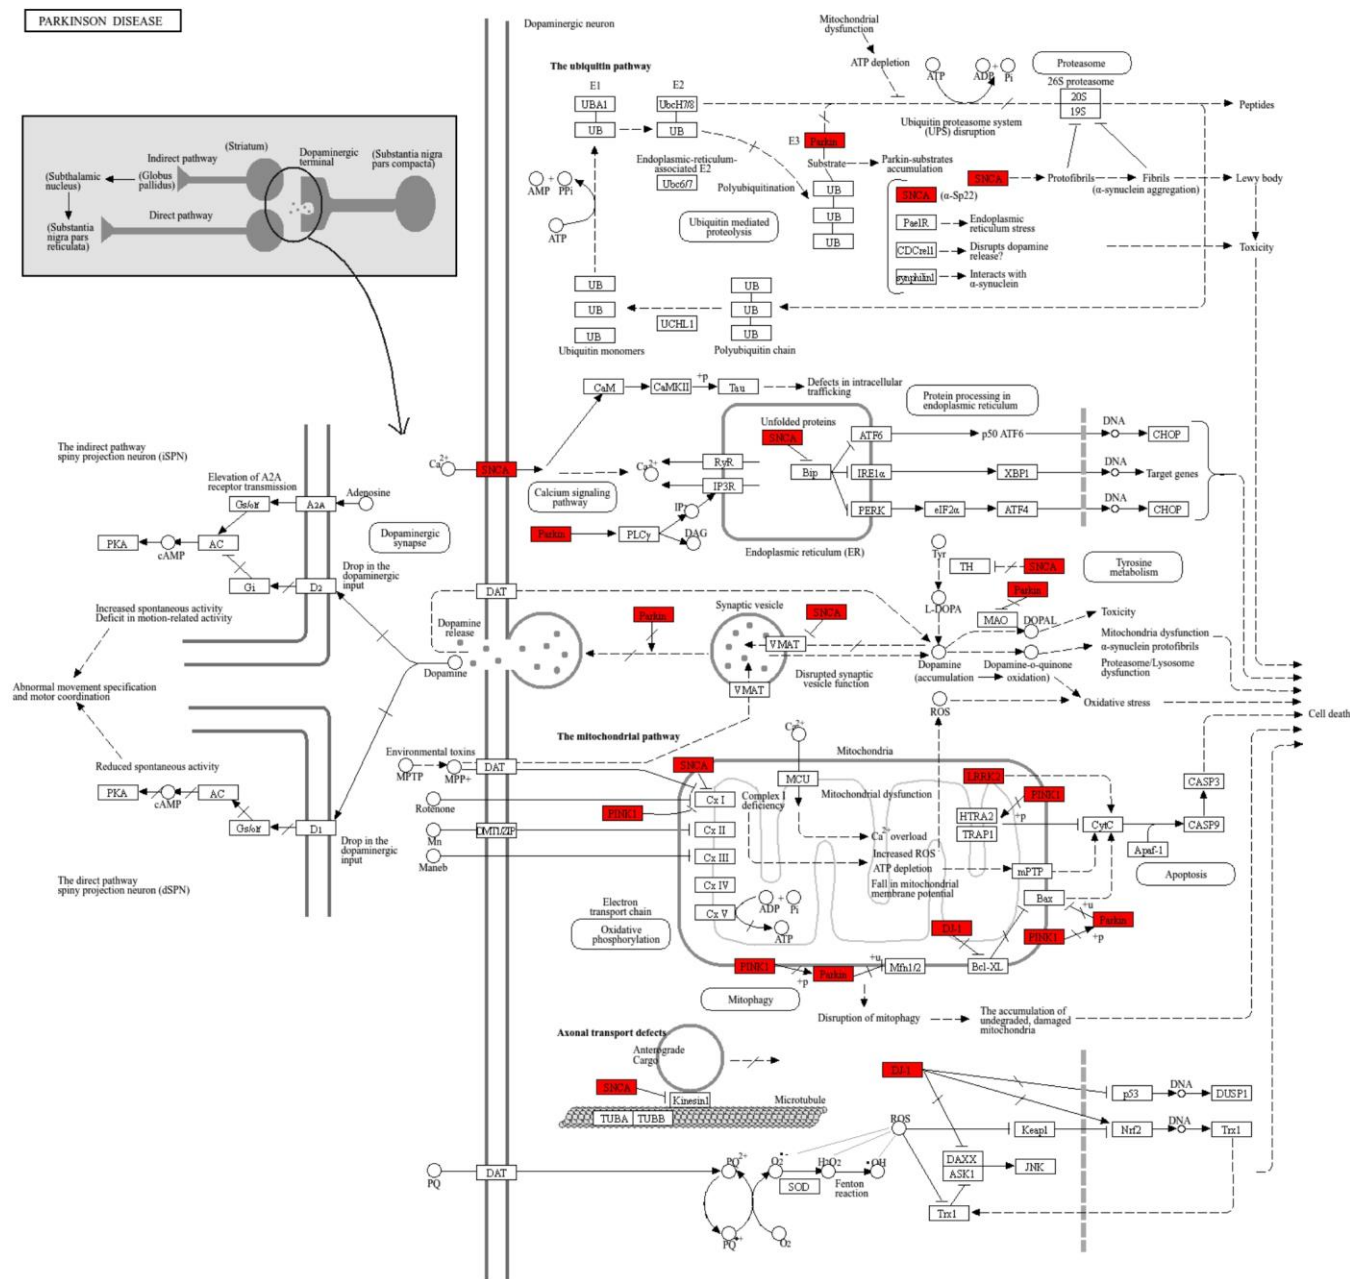 PARKINSON DISEASE
(Striatum)
Indirect pathway
Dopaminergic
terminal
(Substantia nigra
pars compacta)
(Subthalamic
nucleus)
(Globus
pallidus)
Direct pathway
(Substantia
nigra pars
reticulata)
Dopaminergic neuron
Mitochondrial
dysfunction
ATP depletion
The ubiquitin pathway
E1
E2
UBA1
UbcH7/8
UB
UB
ATP
ADP + Pi
Proteasome
26S proteasome
20S
19S
Peptides
Ubiquitin proteasome system
(UPS) disruption
E3
Parkin
Substrate
Parkin-substrates
accumulation
Endoplasmic-reticulum-
associated E2
Ubc6/7
Polyubiquitination
AMP + PPi
ATP
Ubiquitin mediated
proteolysis
UB
UB
UB
SNCA
(α-Sp22)
PaelR
Endoplasmic
reticulum stress
CDCrel1
Disrupts dopamine
release?
synphilin1
Interacts with
α-synuclein
SNCA
Protofibrils
Fibrils
(α-synuclein aggregation)
Lewy body
Toxicity
UB
UB
UB
Ubiquitin monomers
UCHL1
UB
UB
UB
Polyubiquitin chain
CaM
CaMKII
+p
Tau
Defects in intracellular
trafficking
Protein processing in
endoplasmic reticulum
Unfolded proteins
SNCA
Bip
ATF6
p50 ATF6
DNA
CHOP
IRE1α
XBP1
DNA
Target genes
PERK
eIF2α
ATF4
DNA
CHOP
Ca2+
SNCA
Ca2+
RyR
IP3R
Calcium signaling
pathway
IP3
Parkin
PLCγ
DAG
Endoplasmic reticulum (ER)
The indirect pathway
spiny projection neuron (iSPN)
Elevation of A2A
receptor transmission
Gs/olf
A2A
Adenosine
PKA
cAMP
AC
Dopaminergic
synapse
Gi
D2
Drop in the
dopaminergic
input
Increased spontaneous activity
Deficit in motion-related activity
Abnormal movement specification
and motor coordination
Reduced spontaneous activity
PKA
cAMP
AC
Gs/olf
D1
Drop in the
dopaminergic
input
The direct pathway
spiny projection neuron (dSPN)
DAT
Dopamine
release
Dopamine
Parkin
Synaptic vesicle
SNCA
VMAT
VMAT
Disrupted synaptic
vesicle function
Tyr
TH
SNCA
Tyrosine
metabolism
L-DOPA
Parkin
MAO
DOPAL
Toxicity
Dopamine
(accumulation
Dopamine-o-quinone
oxidation)
Mitochondria dysfunction
α-synuclein protofibrils
Proteasome/Lysosome
dysfunction
ROS
Oxidative stress
Cell death
Environmental toxins
MPTP
MPP+
DAT
Rotenone
Mn
DMT1/ZIP
Maneb
The mitochondrial pathway
Ca2+
Mitochondria
SNCA
PINK1
Cx I
Cx II
Cx III
Cx IV
Cx V
Complex I
deficiency
MCU
Mitochondrial dysfunction
Ca2+ overload
Increased ROS
ATP depletion
Fall in mitochondrial
membrane potential
ADP + Pi
ATP
LRRK2
PINK1
+p
HTRA2
TRAP1
CytC
Apaf-1
CASP9
CASP3
Apoptosis
mPTP
Bax
+u
Parkin
PINK1
+p
DJ-1
Bcl-XL
Electron
transport chain
Oxidative
phosphorylation
PINK1
+p
Parkin
+u
Mfn1/2
Mitophagy
Disruption of mitophagy
The accumulation of
undegraded, damaged
mitochondria
Axonal transport defects
Anterograde
Cargo
SNCA
Kinesin1
Microtubule
TUBA
TUBB
DJ-1
p53
DNA
DUSP1
ROS
Keap1
Nrf2
DNA
Trx1
DAXX
ASK1
JNK
Trx1
PQ
DAT
PQ2+
O2•-
H2O2
•OH
SOD
Fenton
reaction
PQ•+
O2